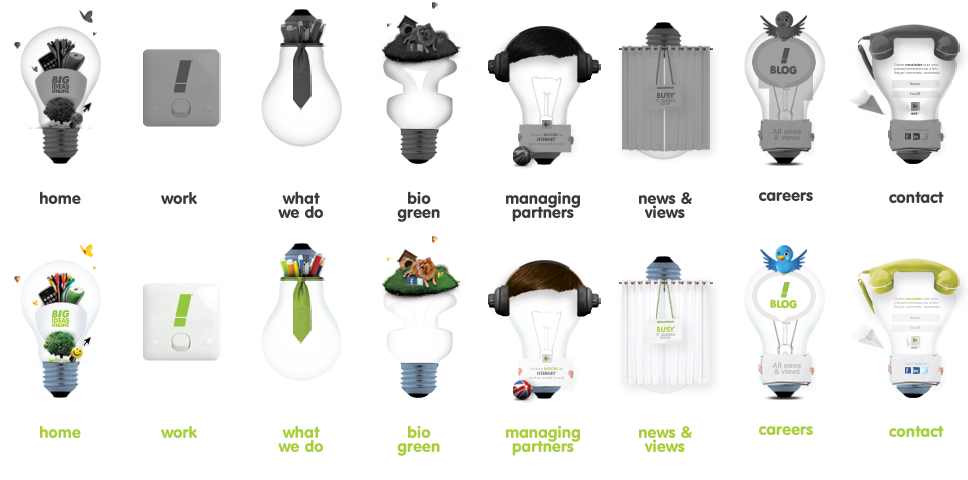 BIG
IDEAS
ONLINE
!
BUSY
!
BLOG
All news
& views
home
work
what
we do
bio
green
managing
partners
news &
views
careers
contact
BIG
IDEAS
ONLINE
!
BUSY
INTERNET
!
BLOG
All news
& views
home
work
what
we do
bio
green
managing
partners
news &
views
careers
contact